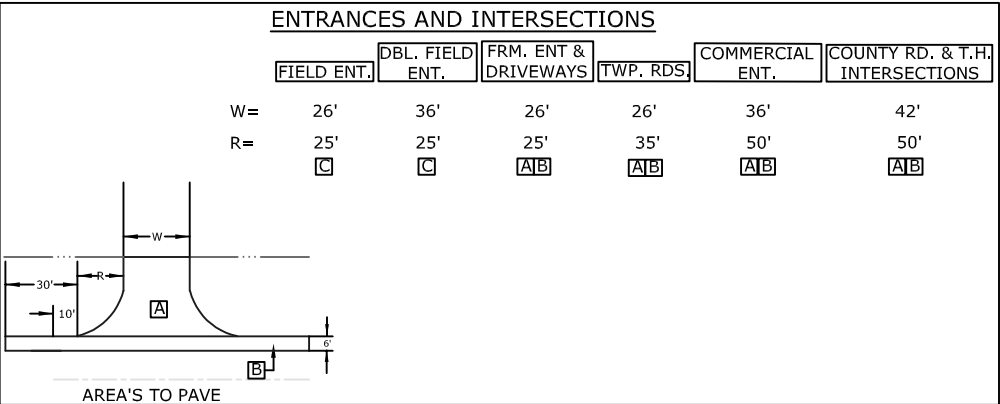 ENTRANCES AND INTERSECTIONS
FIELD ENT.
DBL. FIELD
ENT.
FRM. ENT &
DRIVEWAYS
TWP. RDS.
COMMERCIAL
ENT.
COUNTY RD. & T.H.
INTERSECTIONS
W= 26' 36' 26' 26' 36' 42'
R= 25' 25' 25' 35' 50' 50'
C C A B A B A B A B
W
R
30'
10'
A
6'
B
AREA'S TO PAVE